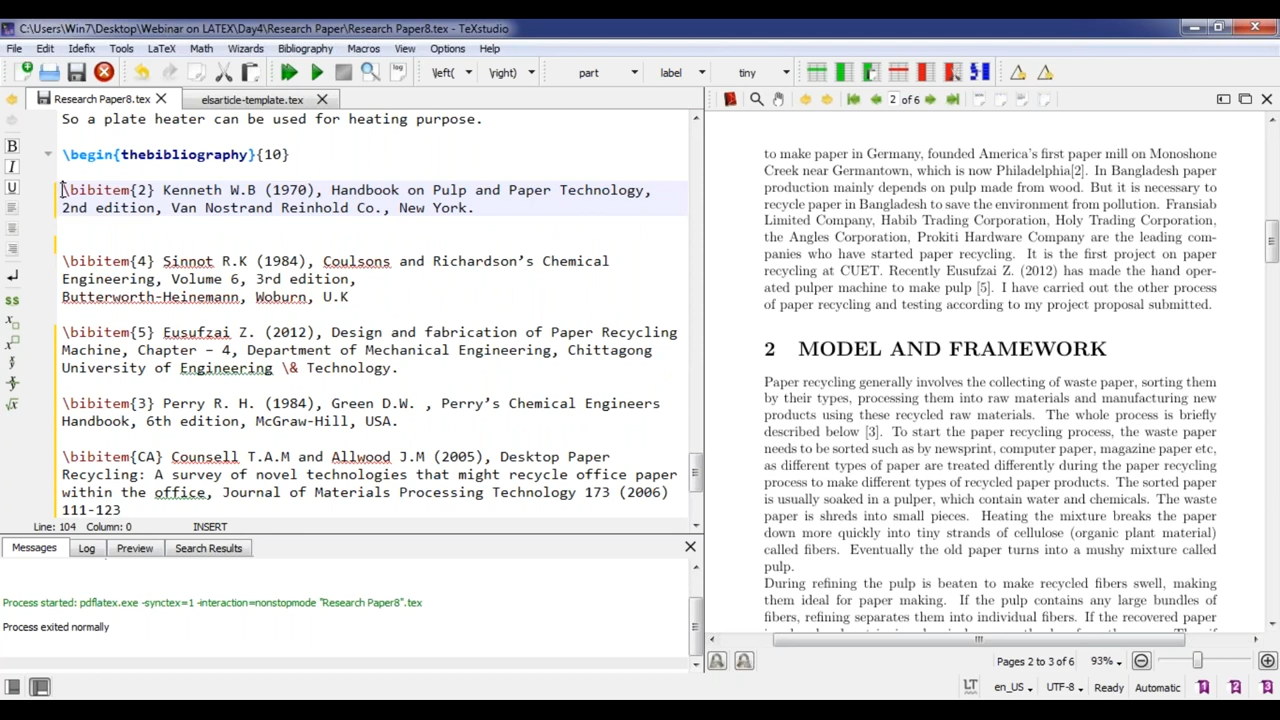 C:\Users\Win7\Desktop\Webinar on LATEX\Day4\Research Paper\Research Paper8.tex - TeXstudio
File Edit Idefix Tools LaTeX Math Wizards Bibliography Macros View Options Help
log \left( \right) part label tiny
Research Paper8.tex elsarticle-template.tex
2 of 6
So a plate heater can be used for heating purpose.
\begin{thebibliography}{10}
\bibitem{2} Kenneth W.B (1970), Handbook on Pulp and Paper Technology,
2nd edition, Van Nostrand Reinhold Co., New York.
\bibitem{4} Sinnot R.K (1984), Coulsons and Richardson’s Chemical
Engineering, Volume 6, 3rd edition,
Butterworth-Heinemann, Woburn, U.K
\bibitem{5} Eusufzai Z. (2012), Design and fabrication of Paper Recycling
Machine, Chapter – 4, Department of Mechanical Engineering, Chittagong
University of Engineering \& Technology.
\bibitem{3} Perry R. H. (1984), Green D.W. , Perry’s Chemical Engineers
Handbook, 6th edition, McGraw-Hill, USA.
\bibitem{CA} Counsell T.A.M and Allwood J.M (2005), Desktop Paper
Recycling: A survey of novel technologies that might recycle office paper
within the office, Journal of Materials Processing Technology 173 (2006)
111-123
Line: 104 Column: 0 INSERT
Messages Log Preview Search Results
Process started: pdflatex.exe -synctex=1 -interaction=nonstopmode "Research Paper8".tex
Process exited normally
to make paper in Germany, founded America’s first paper mill on Monoshone
Creek near Germantown, which is now Philadelphia[2]. In Bangladesh paper
production mainly depends on pulp made from wood. But it is necessary to
recycle paper in Bangladesh to save the environment from pollution. Fransiab
Limited Company, Habib Trading Corporation, Holy Trading Corporation,
the Angles Corporation, Prokiti Hardware Company are the leading com-
panies who have started paper recycling. It is the first project on paper
recycling at CUET. Recently Eusufzai Z. (2012) has made the hand oper-
ated pulper machine to make pulp [5]. I have carried out the other process
of paper recycling and testing according to my project proposal submitted.
2 MODEL AND FRAMEWORK
Paper recycling generally involves the collecting of waste paper, sorting them
by their types, processing them into raw materials and manufacturing new
products using these recycled raw materials. The whole process is briefly
described below [3]. To start the paper recycling process, the waste paper
needs to be sorted such as by newsprint, computer paper, magazine paper etc,
as different types of paper are treated differently during the paper recycling
process to make different types of recycled paper products. The sorted paper
is usually soaked in a pulper, which contain water and chemicals. The waste
paper is shreds into small pieces. Heating the mixture breaks the paper
down more quickly into tiny strands of cellulose (organic plant material)
called fibers. Eventually the old paper turns into a mushy mixture called
pulp.
During refining the pulp is beaten to make recycled fibers swell, making
them ideal for paper making. If the pulp contains any large bundles of
fibers, refining separates them into individual fibers. If the recovered paper
Pages 2 to 3 of 6 93%
LT en_US UTF-8 Ready Automatic 1 2 3